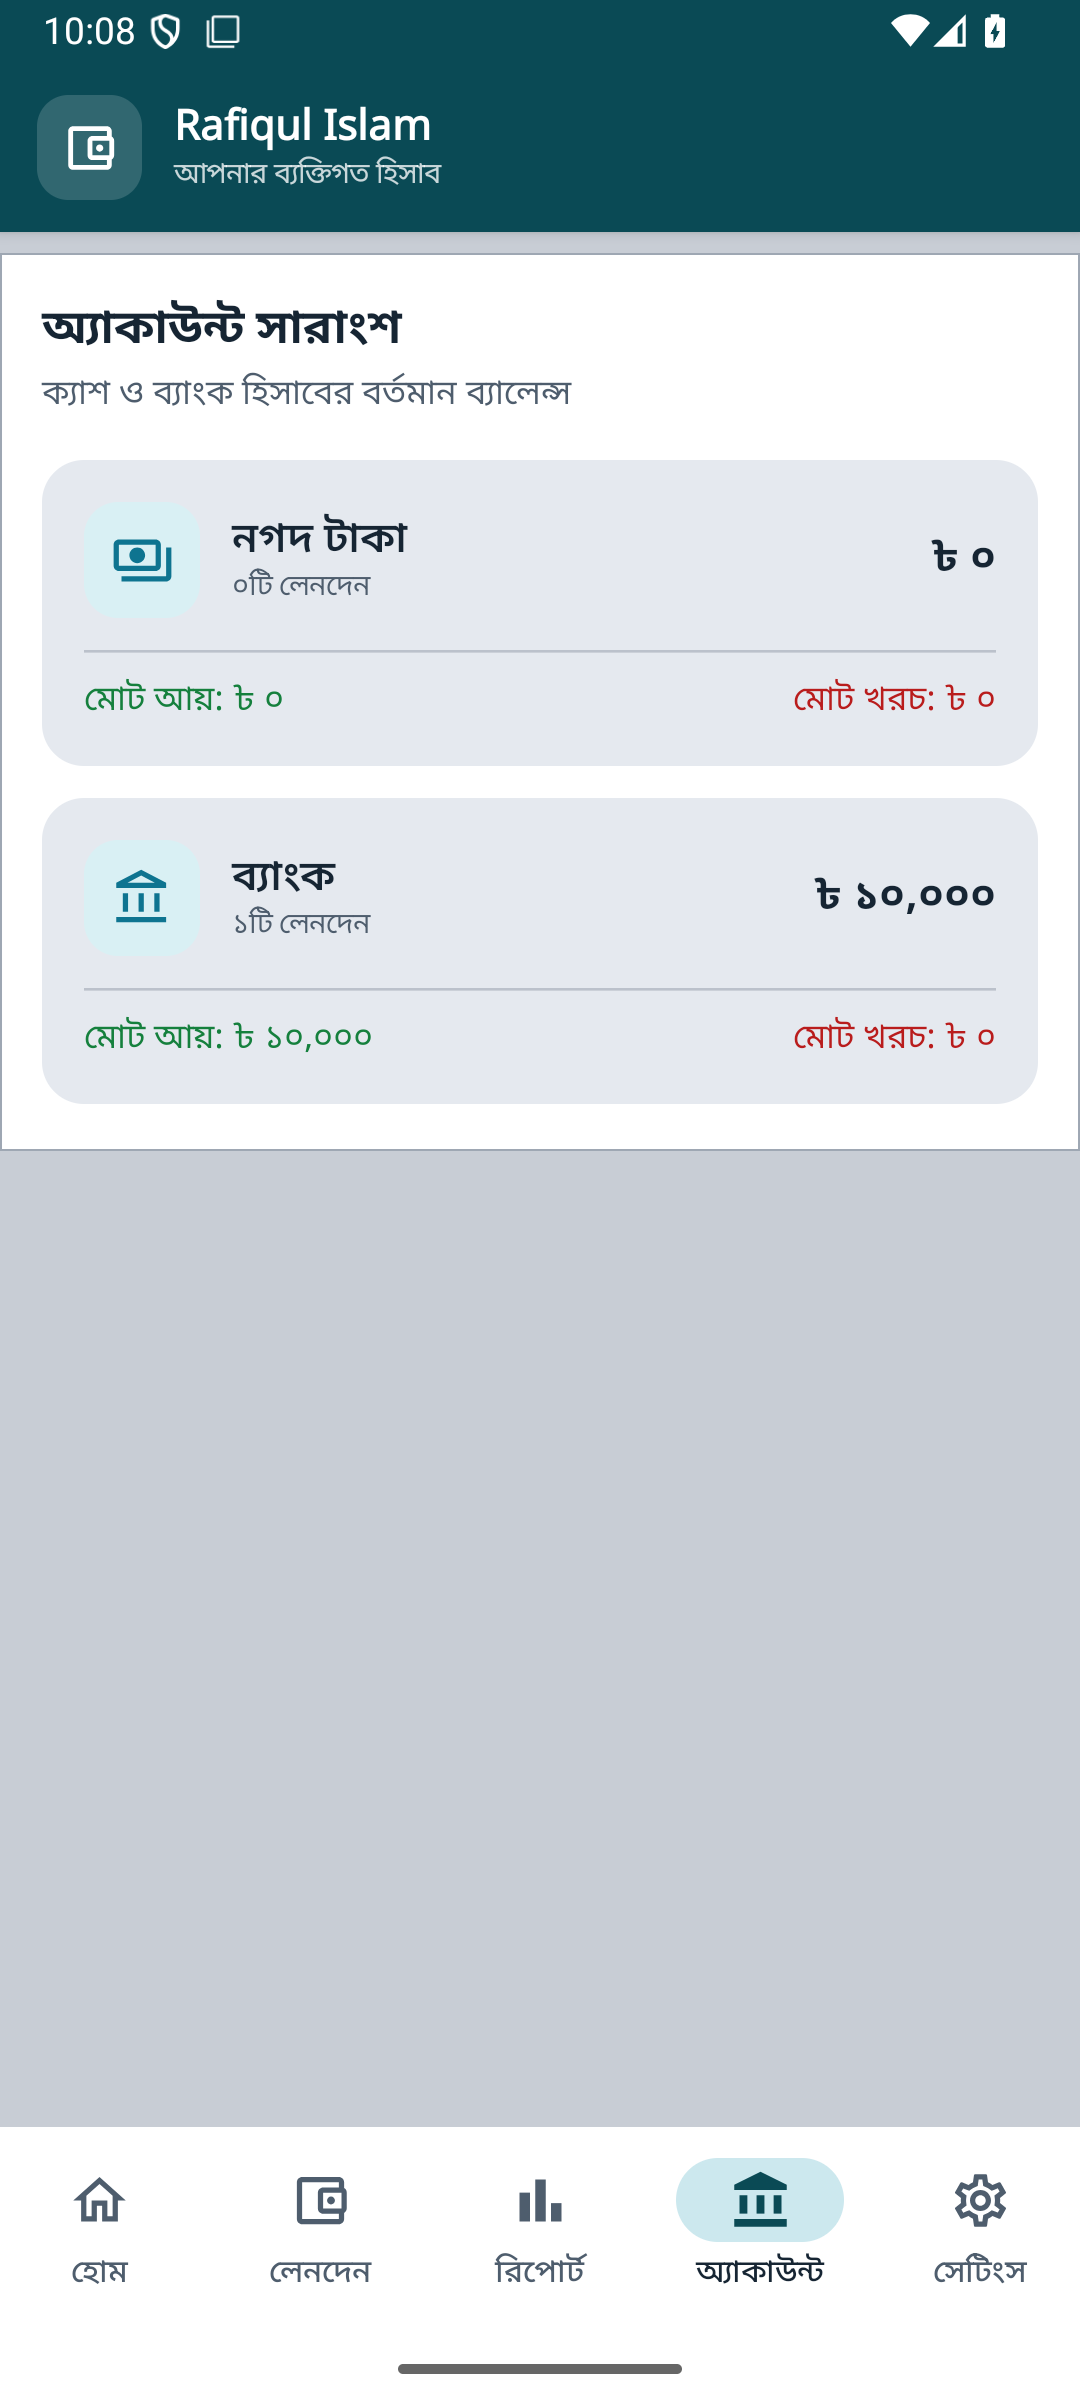 10:08
Rafiqul Islam
আপনার ব্যক্তিগত হিসাব
অ্যাকাউন্ট সারাংশ
ক্যাশ ও ব্যাংক হিসাবের বর্তমান ব্যালেন্স
নগদ টাকা
৳ ০
০টি লেনদেন
মোট আয়: ৳ ০
মোট খরচ: ৳ ০
ব্যাংক
৳ ১০,০০০
১টি লেনদেন
মোট আয়: ৳ ১০,০০০
মোট খরচ: ৳ ০
হোম
লেনদেন
রিপোর্ট
অ্যাকাউন্ট
সেটিংস